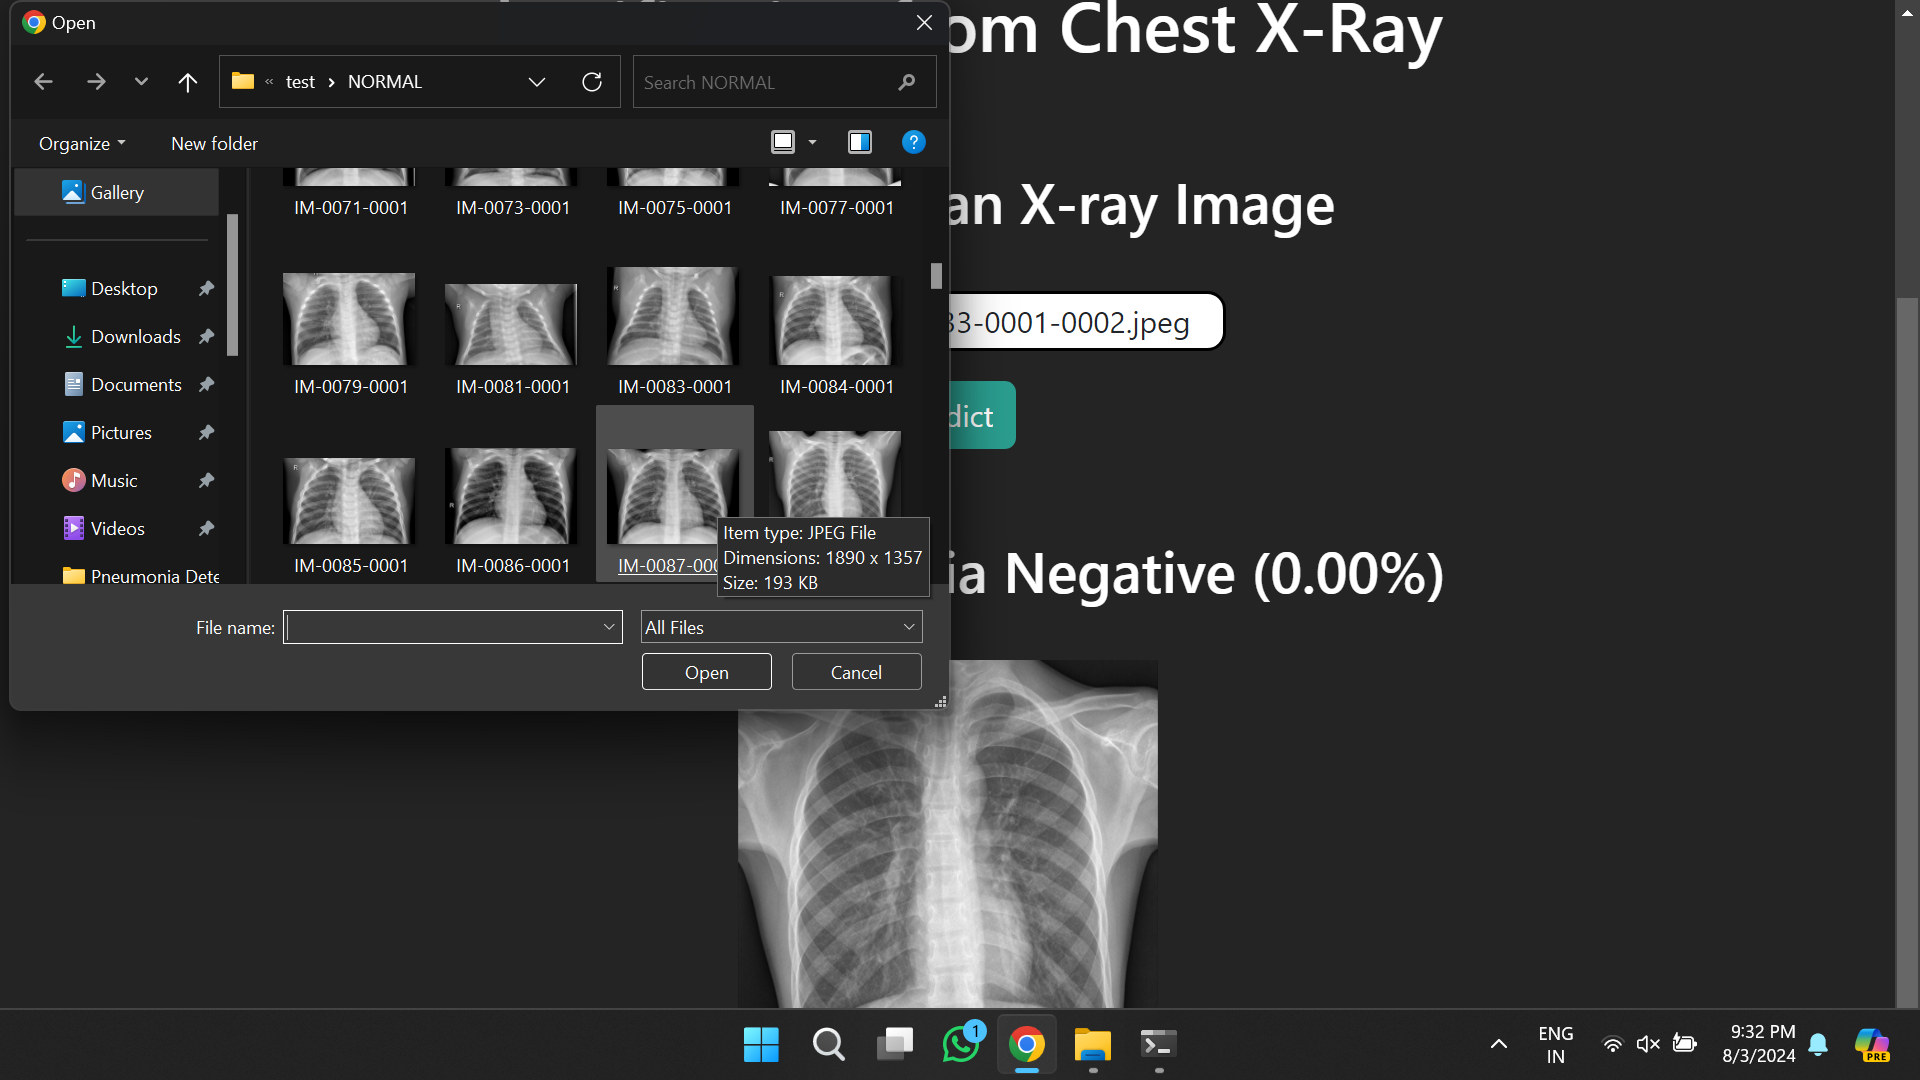 Open
test
NORMAL
Search NORMAL
Organize
New folder
Gallery
Desktop
Downloads
Documents
Pictures
Music
Videos
Pneumonia Dete
IM-0071-0001
IM-0073-0001
IM-0075-0001
IM-0077-0001
IM-0079-0001
IM-0081-0001
IM-0083-0001
IM-0084-0001
IM-0085-0001
IM-0086-0001
IM-0087-00
Item type: JPEG File
Dimensions: 1890 x 1357
Size: 193 KB
File name:
All Files
Open
Cancel
om Chest X-Ray
an X-ray Image
33-0001-0002.jpeg
dict
ia Negative (0.00%)
1
ENG
IN
9:32 PM
8/3/2024
PRE